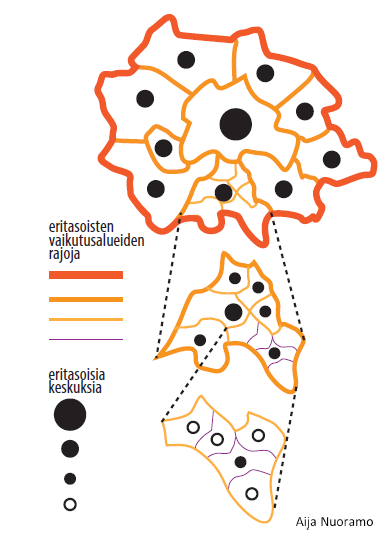 eritasoisten
vaikutusalueiden
rajoja
eritasoisia
keskuksia
Aija Nuoramo